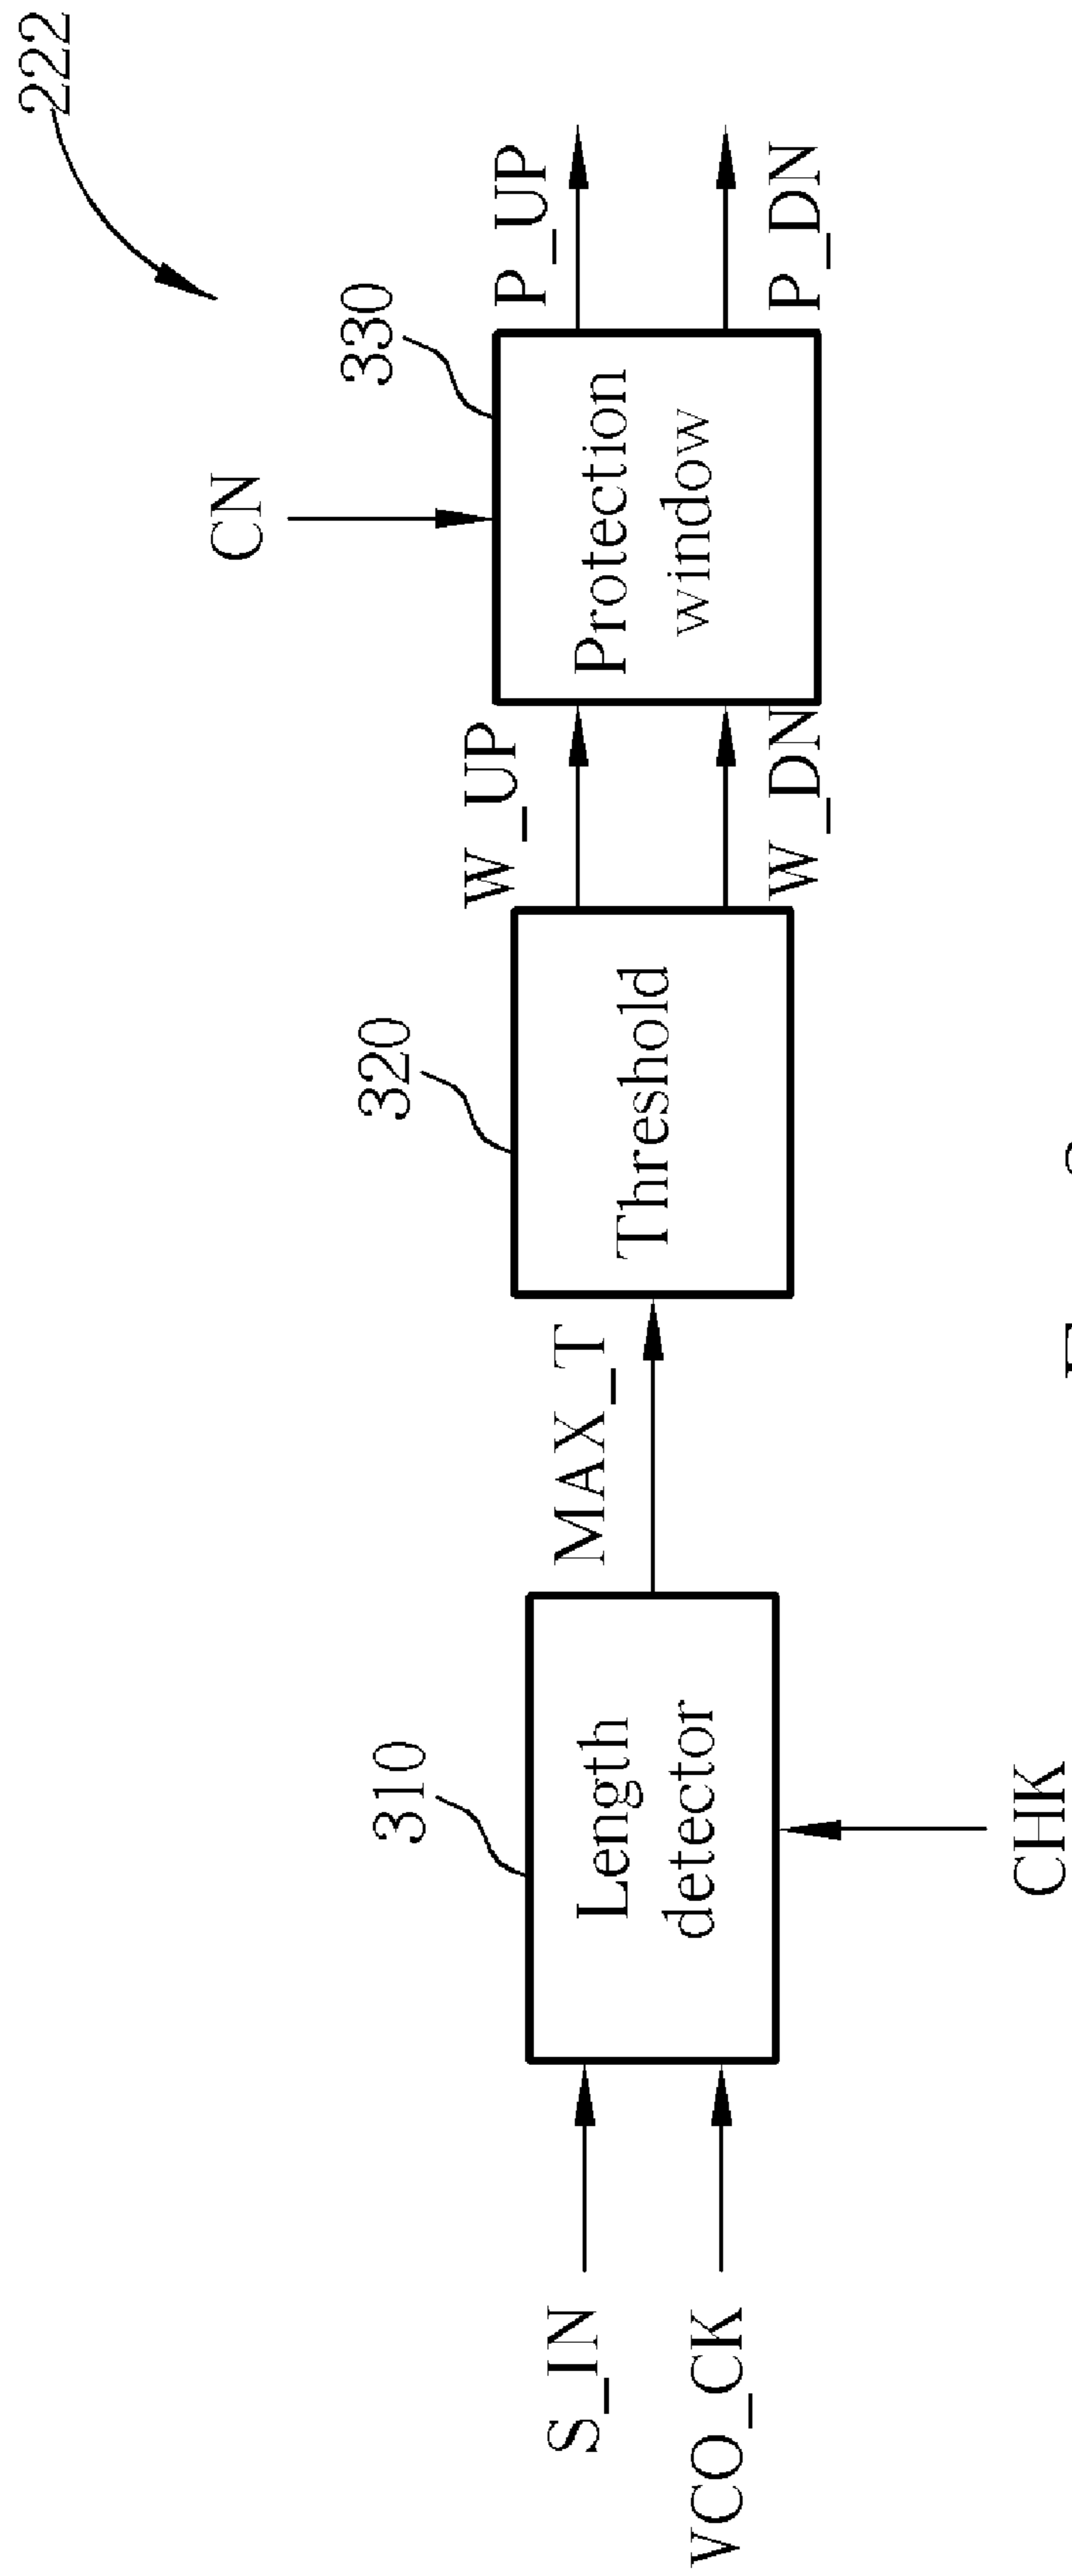 222
CN
330
320
310
P_UP
W_UP
MAX_T
S_IN
Length
detector
Threshold
Protection
window
VCO_CK
W_DN
P_DN
CHK